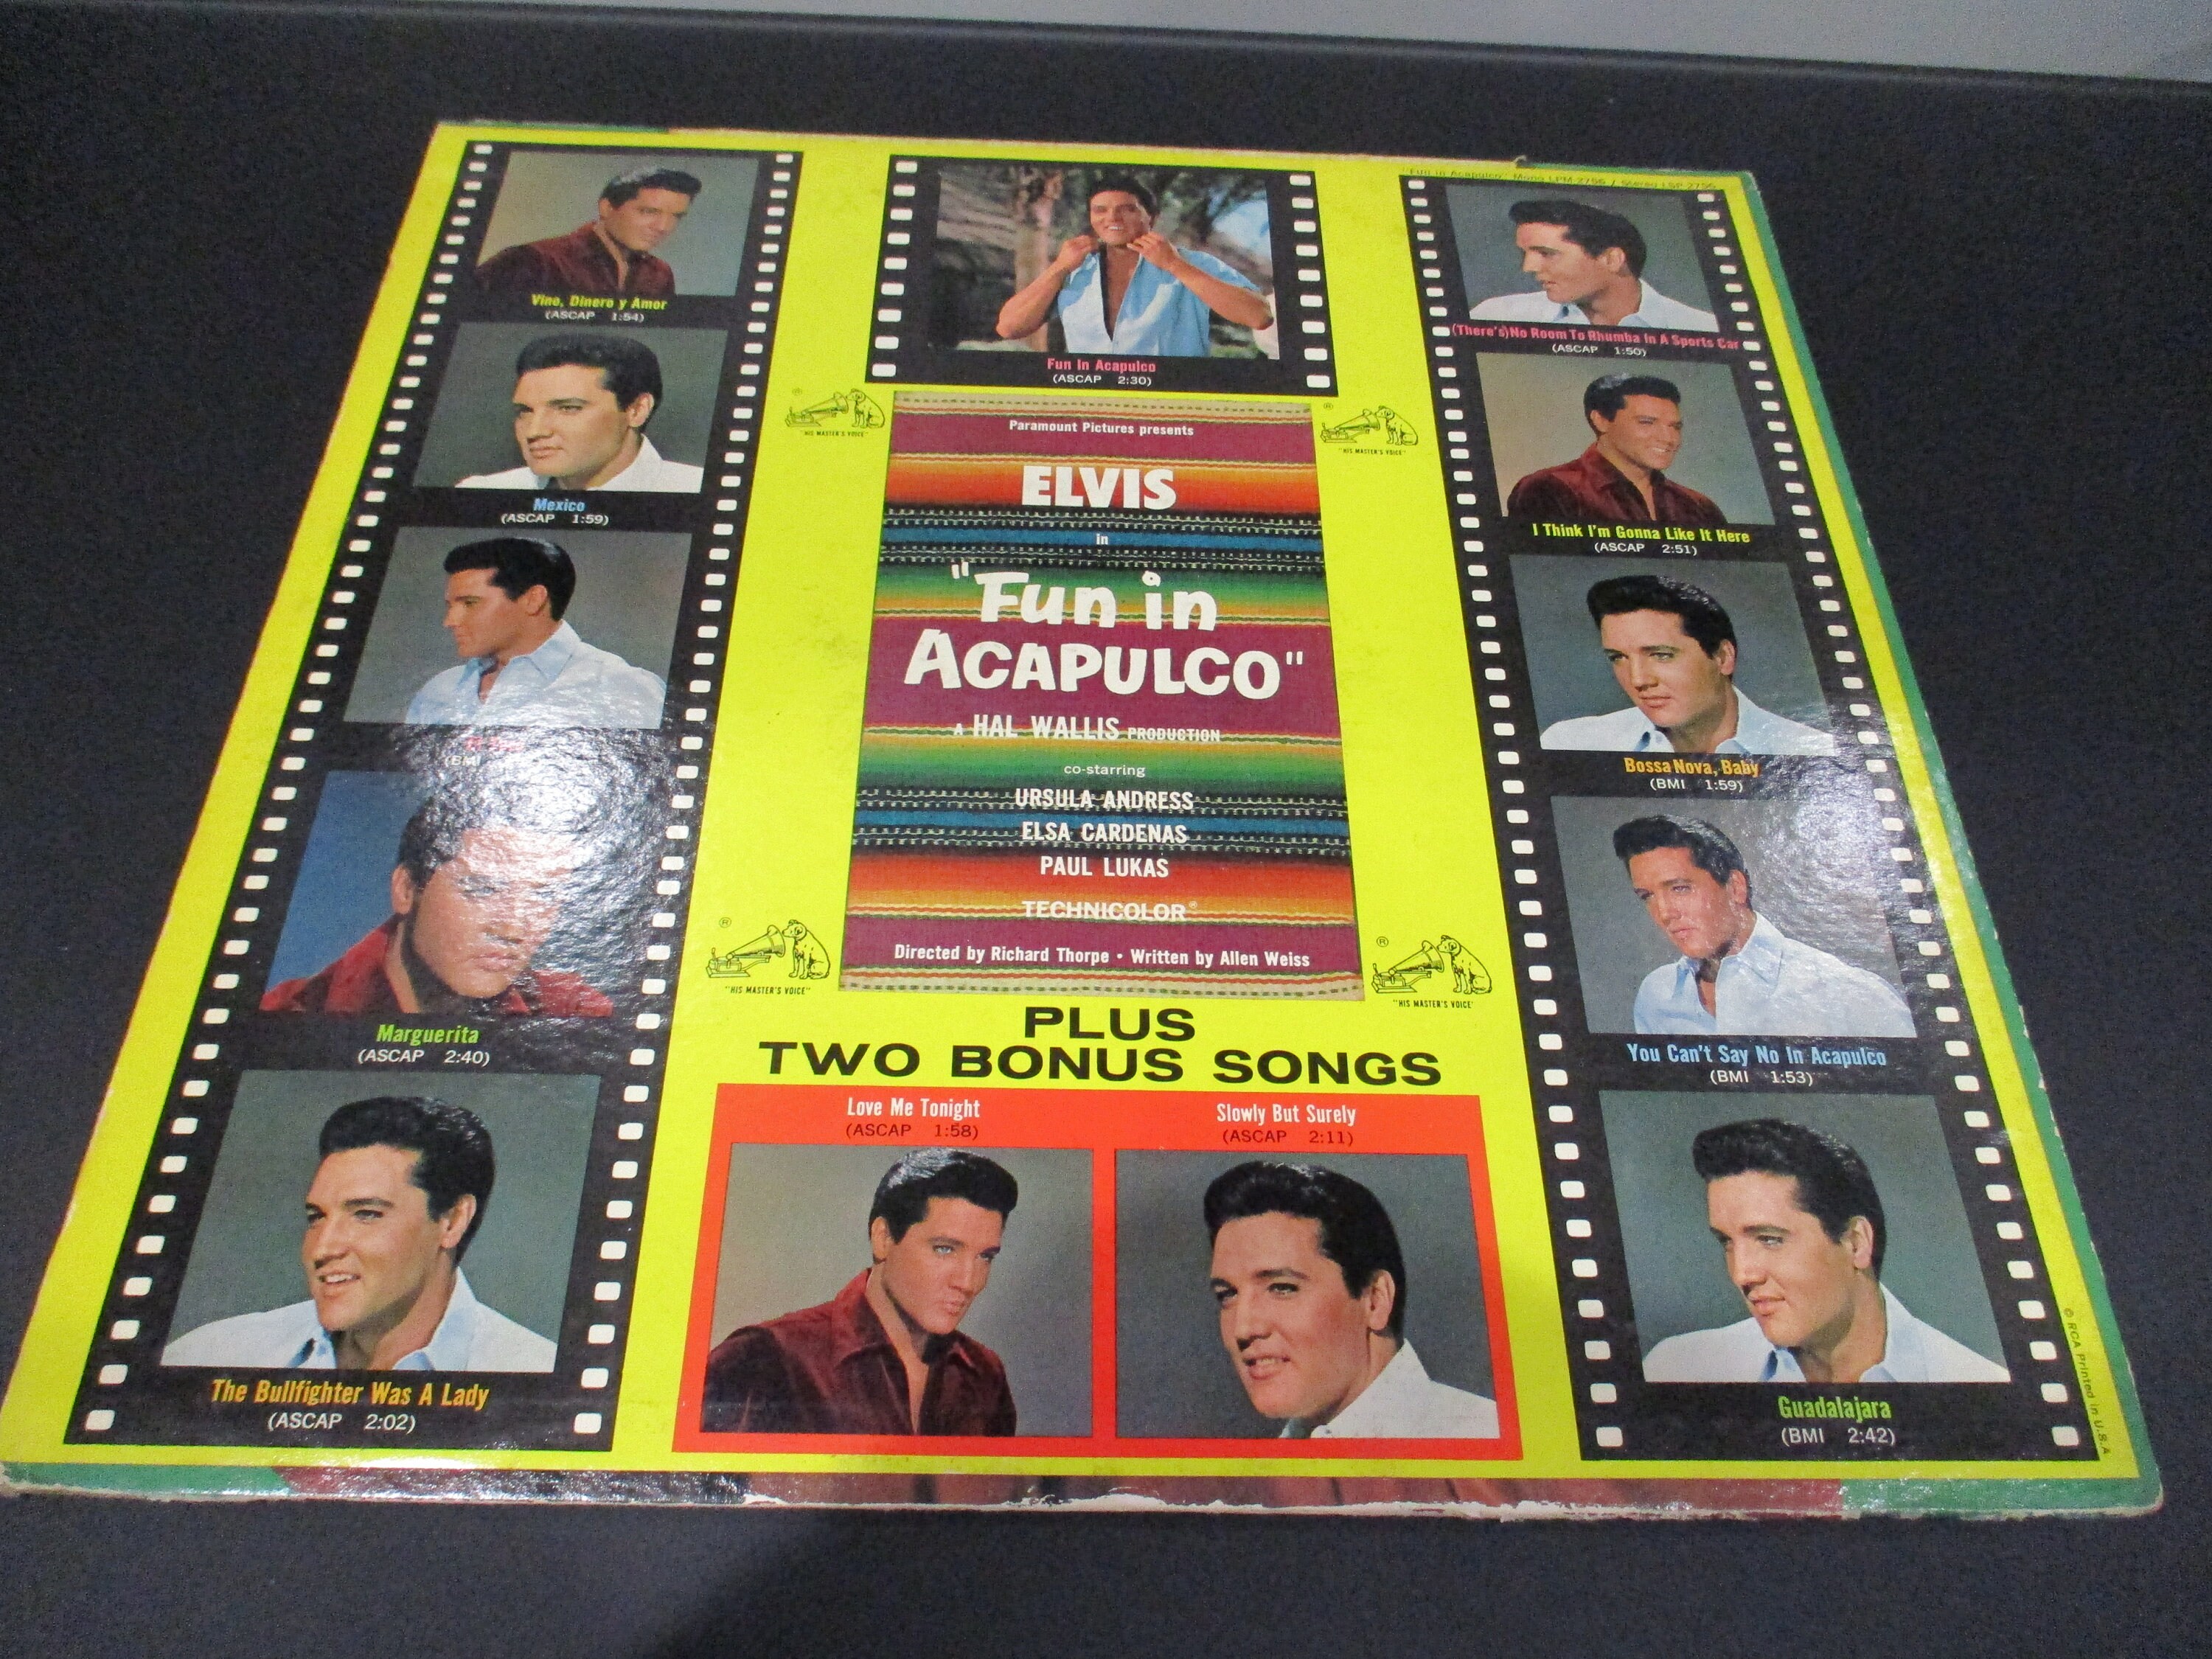 "Fun in Acapulco" Mono LPM-2756 / Stereo LSP-2756
Vino, Dinero y Amor
(ASCAP 1:54)
Mexico
(ASCAP 1:59)
(BMI
Marguerita
(ASCAP 2:40)
The Bullfighter Was A Lady
(ASCAP 2:02)
Fun In Acapulco
(ASCAP 2:30)
®
"HIS MASTER'S VOICE"
®
"HIS MASTER'S VOICE"
Paramount Pictures presents
ELVIS
in
"Fun in
ACAPULCO"
A HAL WALLIS PRODUCTION
co-starring
URSULA ANDRESS
ELSA CARDENAS
PAUL LUKAS
TECHNICOLOR®
Directed by Richard Thorpe • Written by Allen Weiss
®
"HIS MASTER'S VOICE"
®
"HIS MASTER'S VOICE"
PLUS
TWO BONUS SONGS
Love Me Tonight
(ASCAP 1:58)
Slowly But Surely
(ASCAP 2:11)
(There's) No Room To Rhumba In A Sports Car
(ASCAP 1:50)
I Think I'm Gonna Like It Here
(ASCAP 2:51)
Bossa Nova, Baby
(BMI 1:59)
You Can't Say No In Acapulco
(BMI 1:53)
Guadalajara
(BMI 2:42)
© RCA Printed in U.S.A.